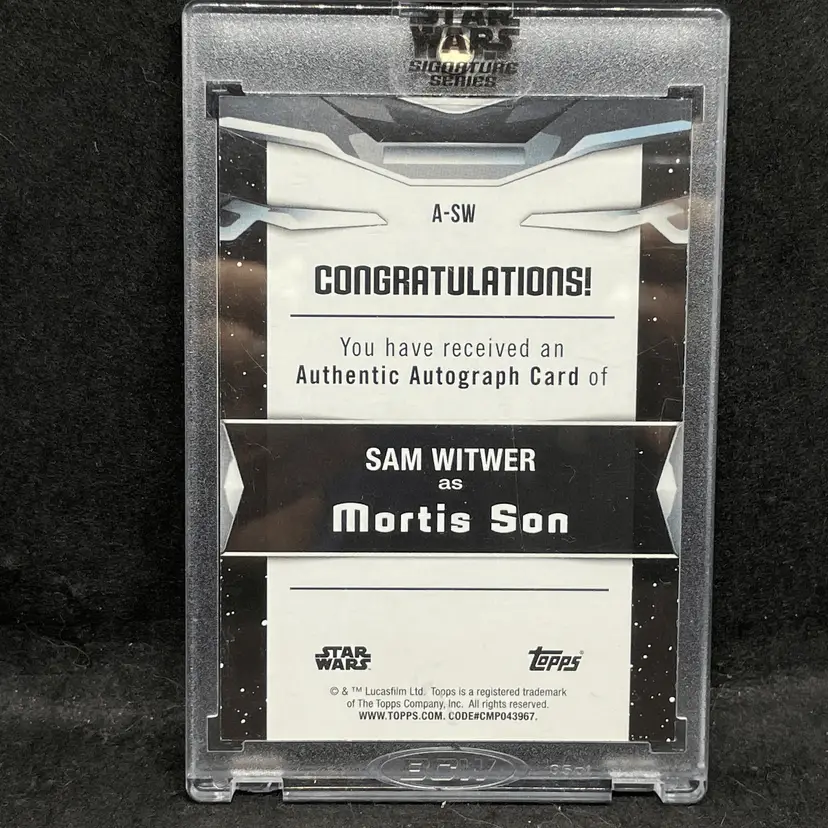 STAR
WARS
SIGNATURE
SERIES
A-SW
CONGRATULATIONS!
You have received an
Authentic Autograph Card of
SAM WITWER
as
Mortis Son
STAR
WARS
topps®
© & ™ Lucasfilm Ltd. Topps is a registered trademark
of The Topps Company, Inc. All rights reserved.
WWW.TOPPS.COM. CODE#CMP043967.
BCW